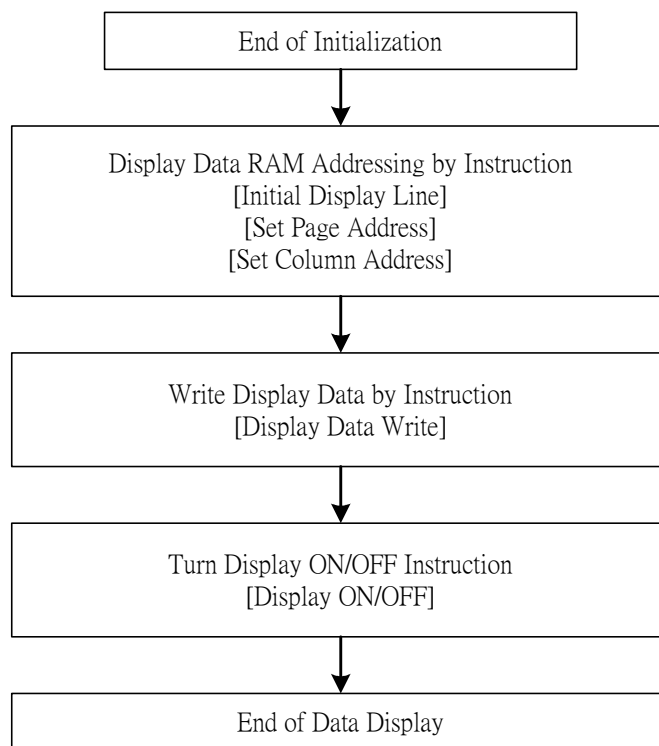 End of Initialization
Display Data RAM Addressing by Instruction
[Initial Display Line]
[Set Page Address]
[Set Column Address]
Write Display Data by Instruction
[Display Data Write]
Turn Display ON/OFF Instruction
[Display ON/OFF]
End of Data Display